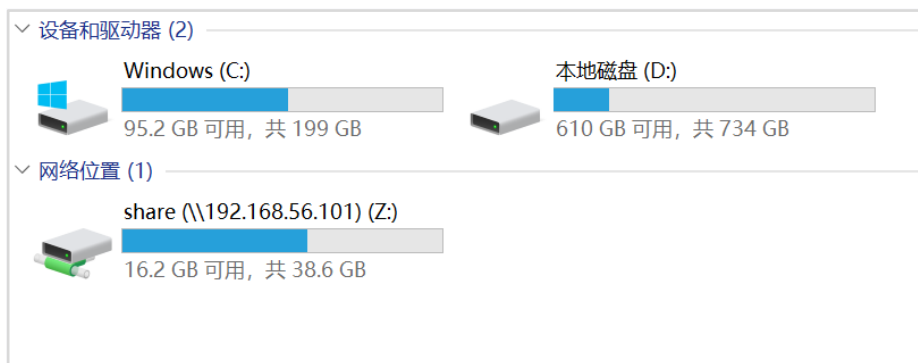 设备和驱动器 (2)
Windows (C:)
95.2 GB 可用，共 199 GB
本地磁盘 (D:)
610 GB 可用，共 734 GB
网络位置 (1)
share (\\192.168.56.101) (Z:)
16.2 GB 可用，共 38.6 GB